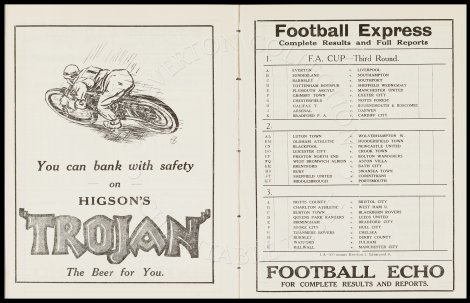 You can bank with safety
on
HIGSON'S
TROJAN
The Beer for You.
Football Express
Complete Results and Full Reports
1. F.A. CUP—Third Round.
A EVERTON v. LIVERPOOL
B SUNDERLAND v. SOUTHAMPTON
C BARNSLEY v. SOUTHPORT
D TOTTENHAM HOTSPUR v. SHEFFIELD WEDNESDAY
E PLYMOUTH ARGYLE v. MANCHESTER UNITED
F GRIMSBY TOWN v. EXETER CITY
G CHESTERFIELD v. NOTTS FOREST
HALIFAX T. v. BOURNEMOUTH & BOSCOMBE
ARSENAL v. DARWEN
K BRADFORD P.A. v. CARDIFF CITY
2.
LUTON TOWN v. WOLVERHAMPTON W.
OLDHAM ATHLETIC v. HUDDERSFIELD TOWN
BLACKPOOL v. NEWCASTLE UNITED
LEICESTER CITY v. CROOK TOWN
PRESTON NORTH END v. BOLTON WANDERERS
WEST BROMWICH ALBION v. ASTON VILLA
BRENTFORD v. BATH CITY
BURY v. SWANSEA TOWN
SHEFFIELD UNITED v. CORINTHIANS
MIDDLESBROUGH v. PORTSMOUTH
3.
NOTTS COUNTY v. BRISTOL CITY
CHARLTON ATHLETIC v. WEST HAM U.
BURTON TOWN v. BLACKBURN ROVERS
QUEENS PARK RANGERS v. LEEDS UNITED
BIRMINGHAM v. BRADFORD CITY
STOKE CITY v. HULL CITY
TRANMERE ROVERS v. CHELSEA
BURNLEY v. DERBY COUNTY
WATFORD v. FULHAM
MILLWALL v. MANCHESTER CITY
FOOTBALL ECHO
FOR COMPLETE RESULTS AND REPORTS.